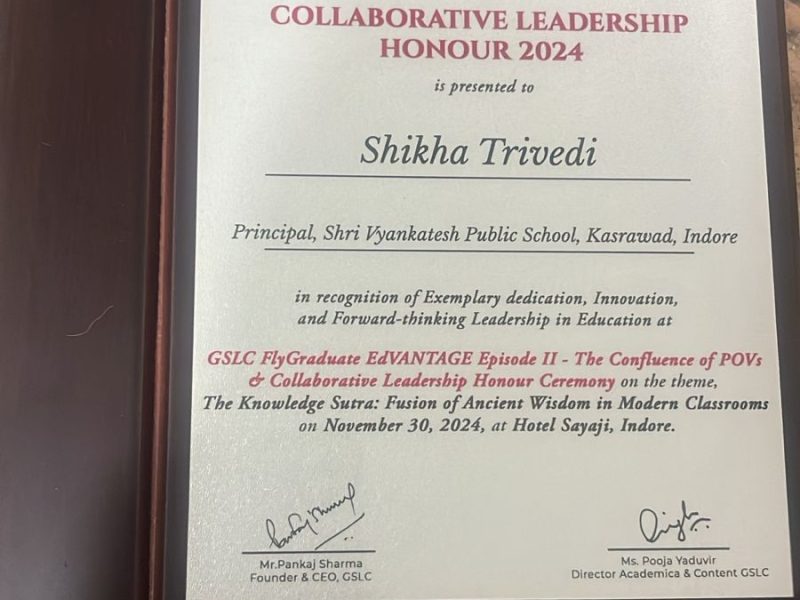 COLLABORATIVE LEADERSHIP
HONOUR 2024
is presented to
Shikha Trivedi
Principal, Shri Vyankatesh Public School, Kasrawad, Indore
in recognition of Exemplary dedication, Innovation,
and Forward-thinking Leadership in Education at
GSLC FlyGraduate EdVANTAGE Episode II - The Confluence of POVs
& Collaborative Leadership Honour Ceremony on the theme,
The Knowledge Sutra: Fusion of Ancient Wisdom in Modern Classrooms
on November 30, 2024, at Hotel Sayaji, Indore.
Mr.Pankaj Sharma
Founder & CEO, GSLC
Ms. Pooja Yaduvir
Director Academica & Content GSLC